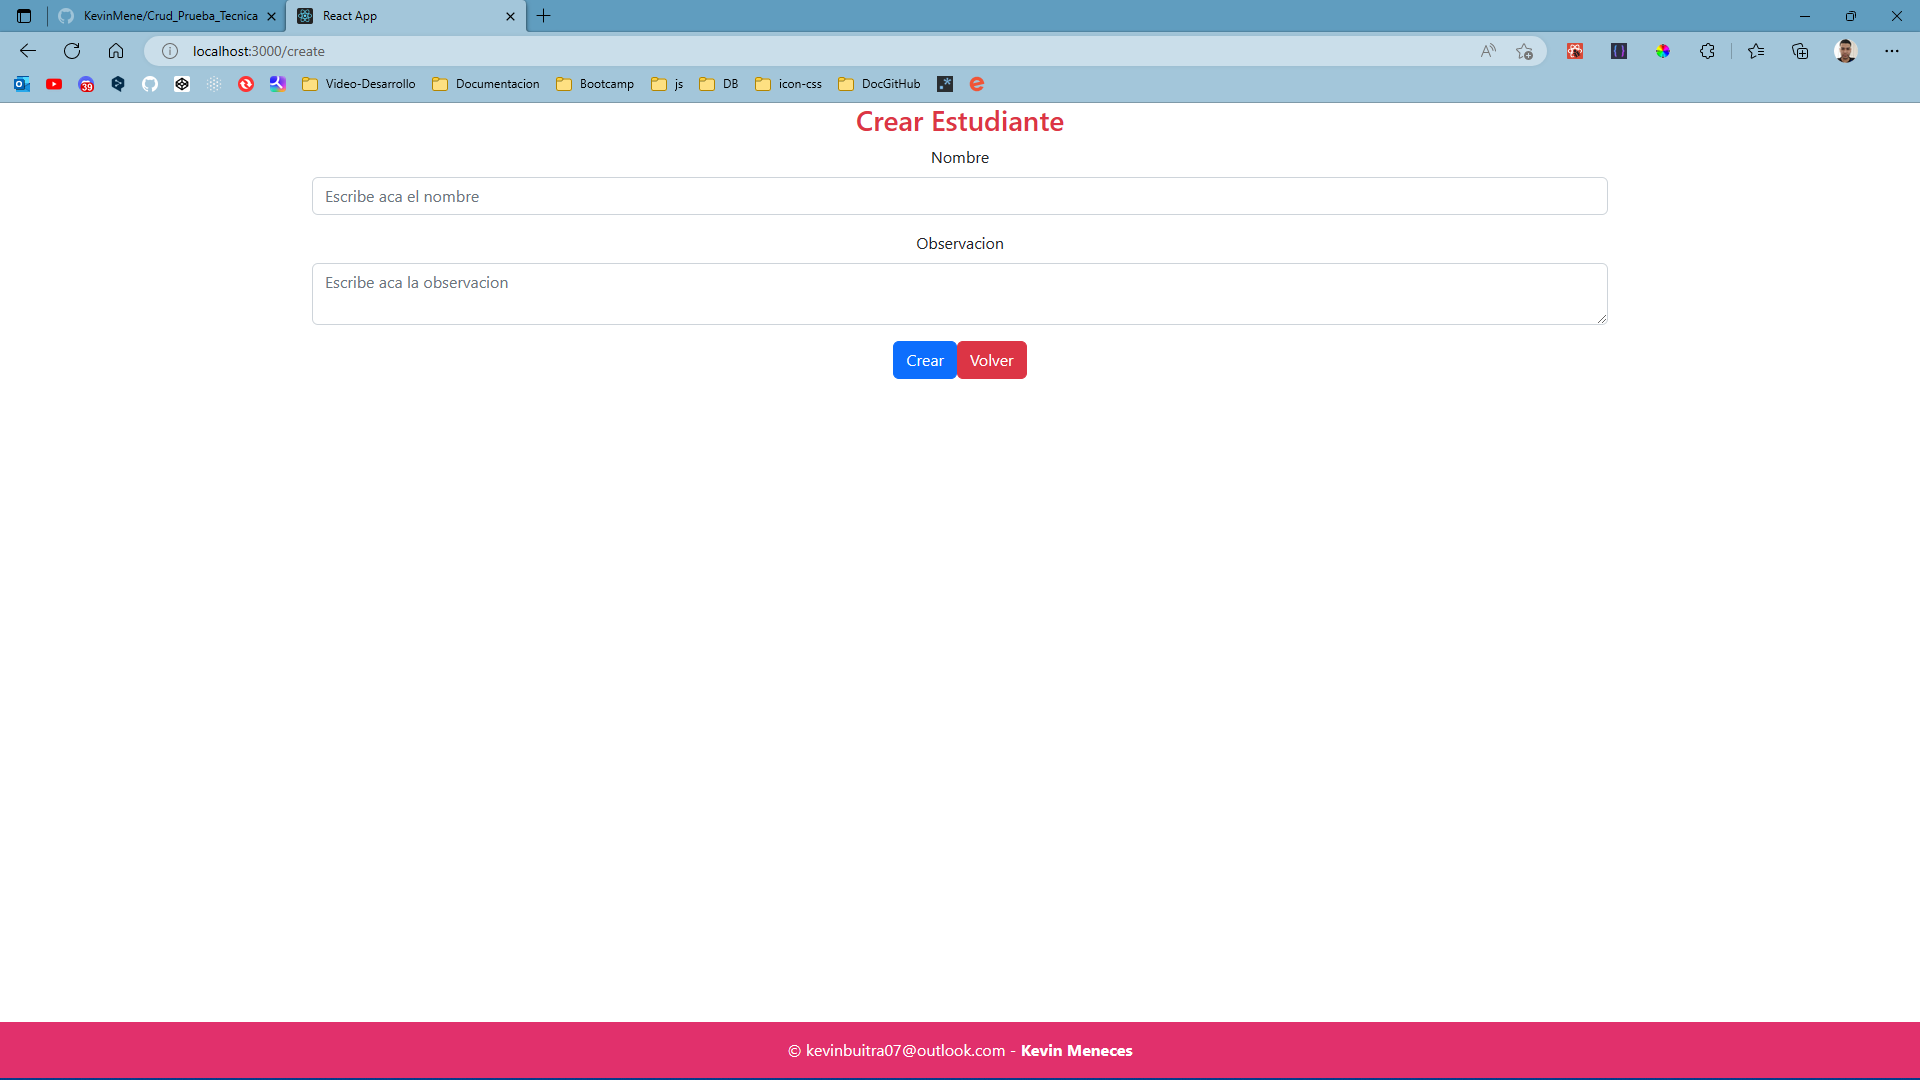 KevinMene/Crud_Prueba_Tecnica
React App
localhost:3000/create
39
Video-Desarrollo
Documentacion
Bootcamp
js
DB
icon-css
DocGitHub
Crear Estudiante
Nombre
Escribe aca el nombre
Observacion
Escribe aca la observacion
Crear Volver
© kevinbuitra07@outlook.com - Kevin Meneces